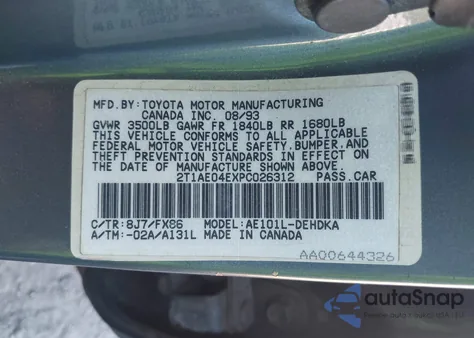 MFD.BY: TOYOTA MOTOR MANUFACTURING
CANADA INC. 08/93
GVWR 3500LB GAWR FR 1840LB RR 1680LB
THIS VEHICLE CONFORMS TO ALL APPLICABLE
FEDERAL MOTOR VEHICLE SAFETY, BUMPER, AND
THEFT PREVENTION STANDARDS IN EFFECT ON
THE DATE OF MANUFACTURE SHOWN ABOVE.
2T1AE04EXPC026312 PASS. CAR
C/TR: 8J7/FX86 MODEL: AE101L-DEHDKA
A/TM: -02A/A131L MADE IN CANADA
AA00644326
autoSnap